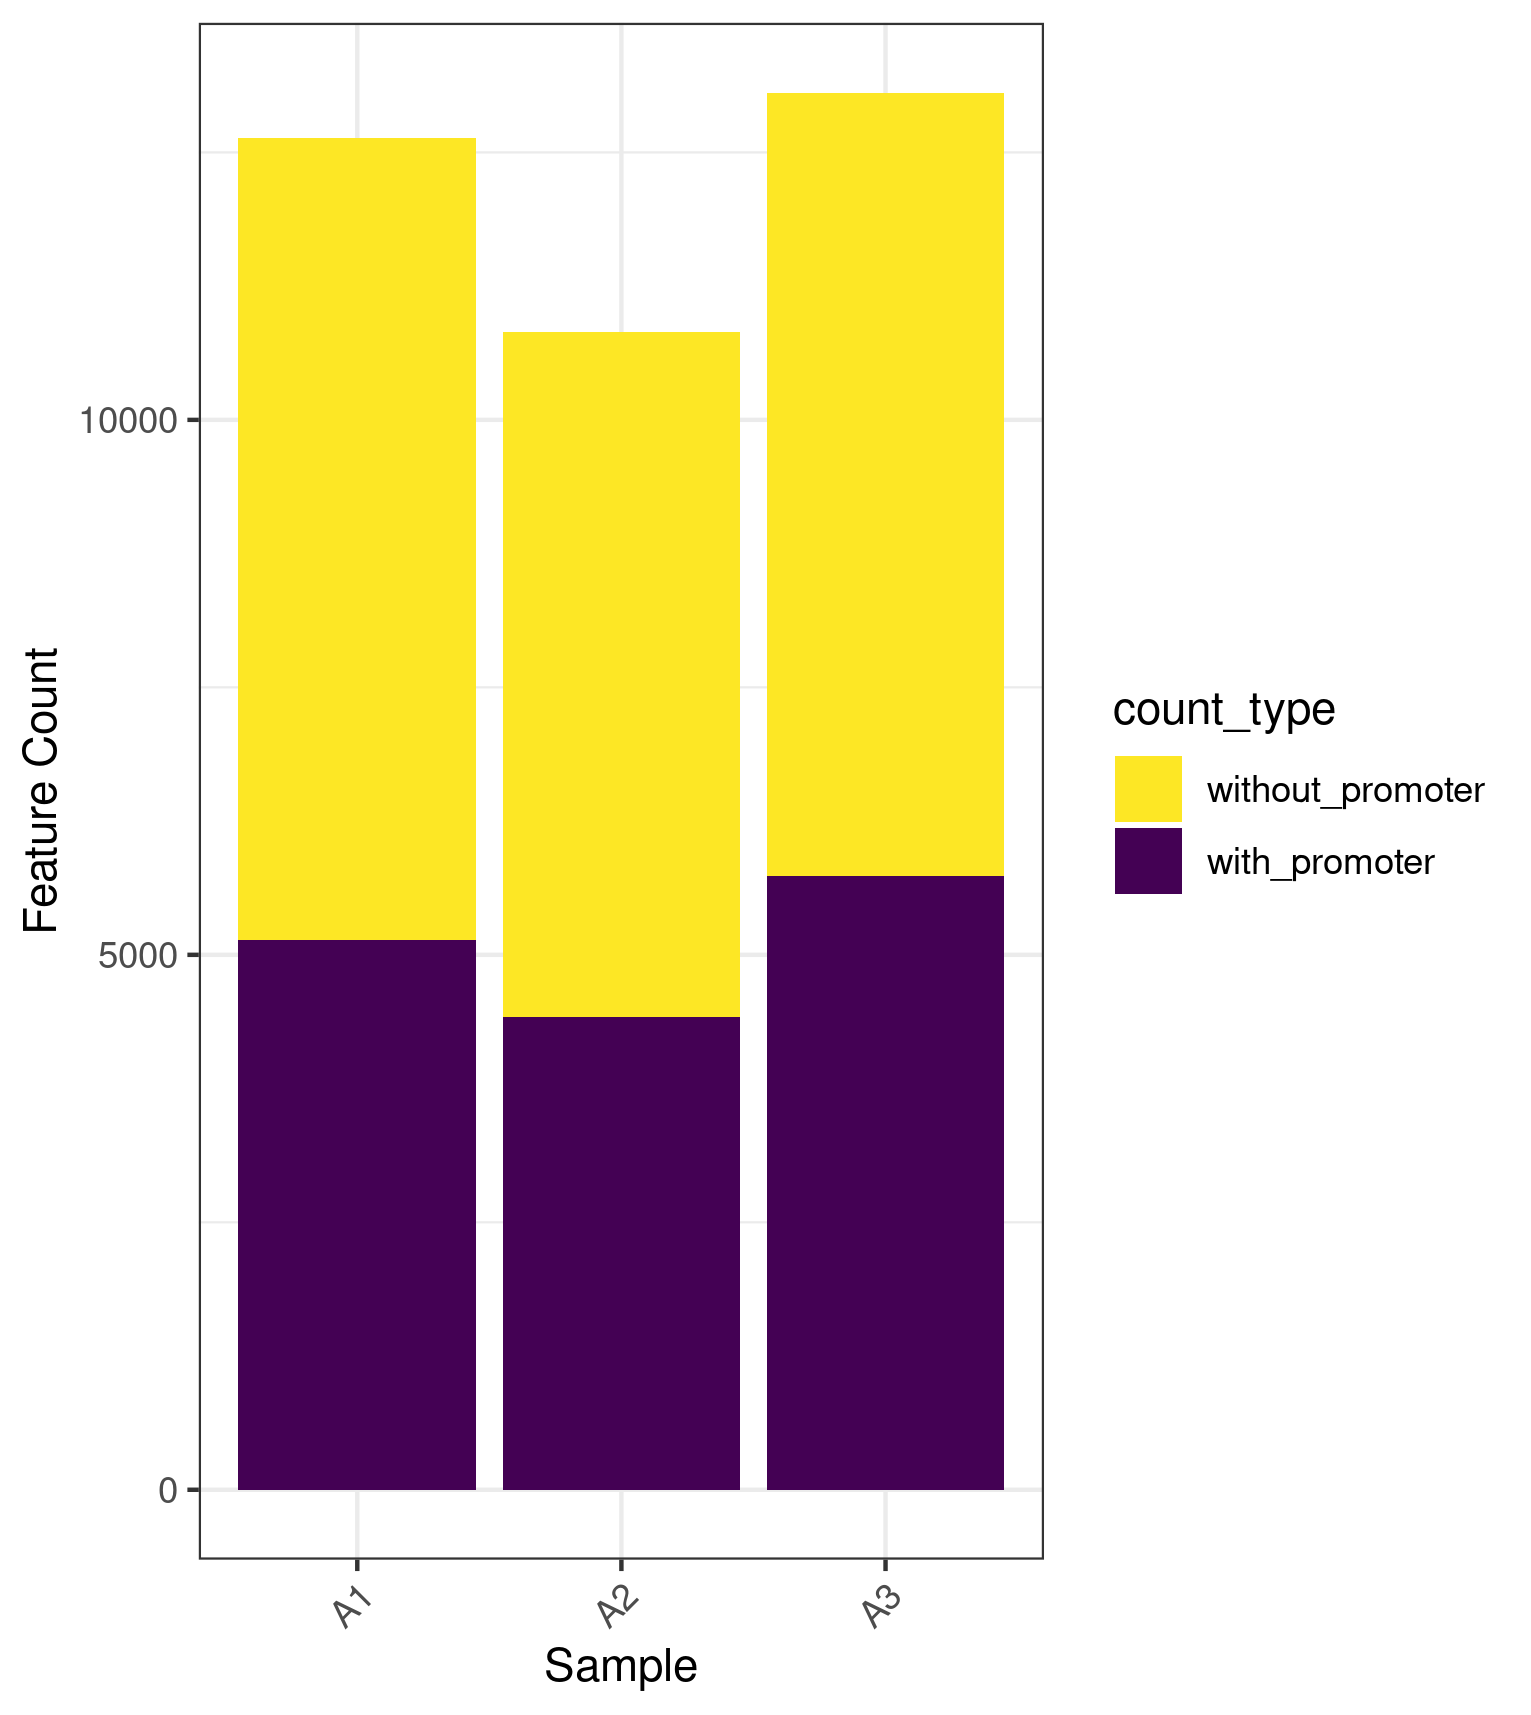 Feature Count
10000
5000
0
A1
A2
A3
Sample
count_type
without_promoter
with_promoter